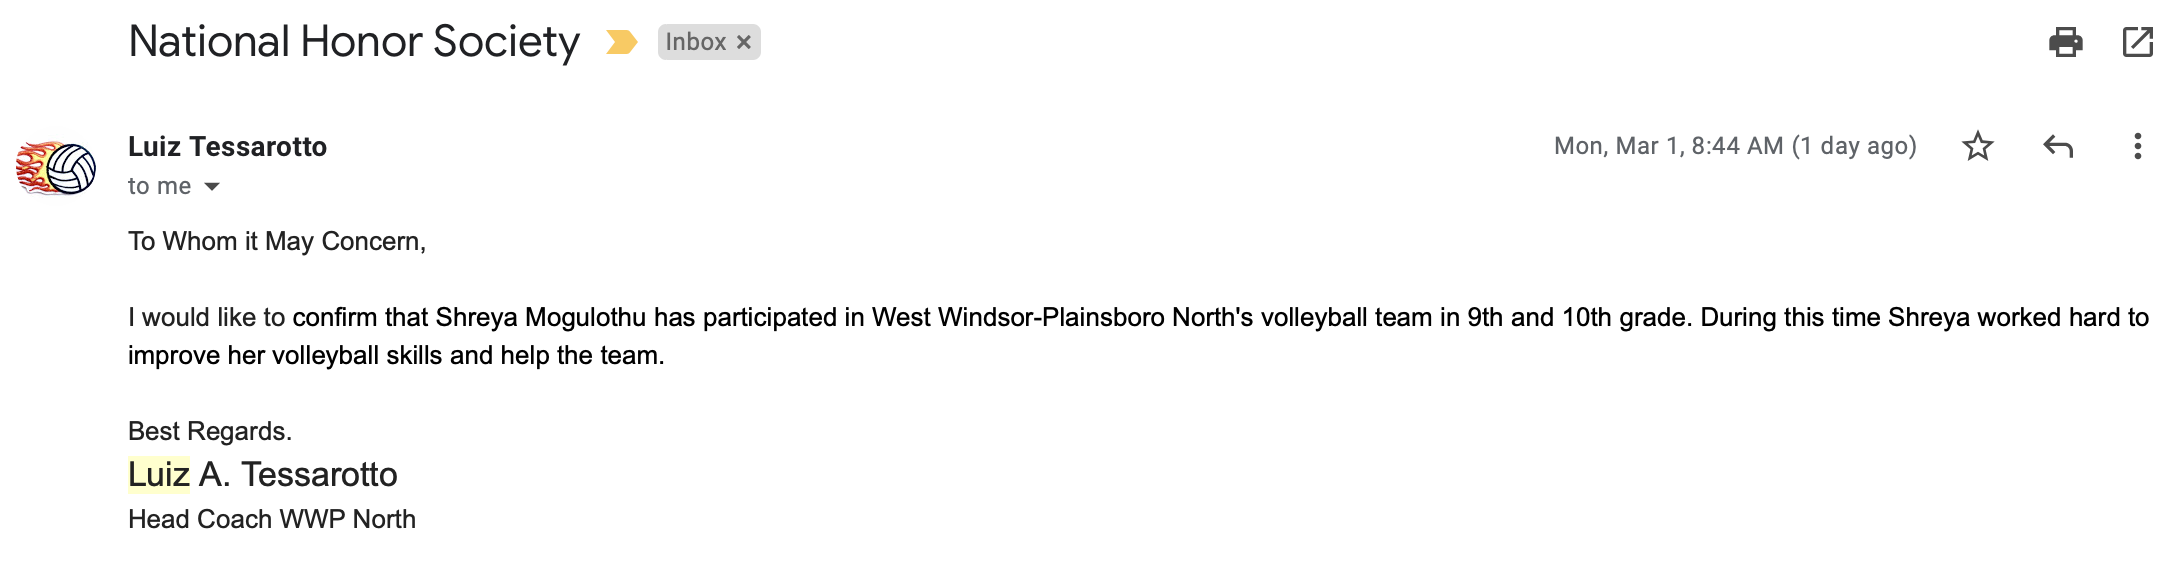 National Honor Society
Inbox
Luiz Tessarotto
Mon, Mar 1, 8:44 AM (1 day ago)
to me
To Whom it May Concern,
I would like to confirm that Shreya Mogulothu has participated in West Windsor-Plainsboro North's volleyball team in 9th and 10th grade. During this time Shreya worked hard to
improve her volleyball skills and help the team.
Best Regards.
Luiz A. Tessarotto
Head Coach WWP North